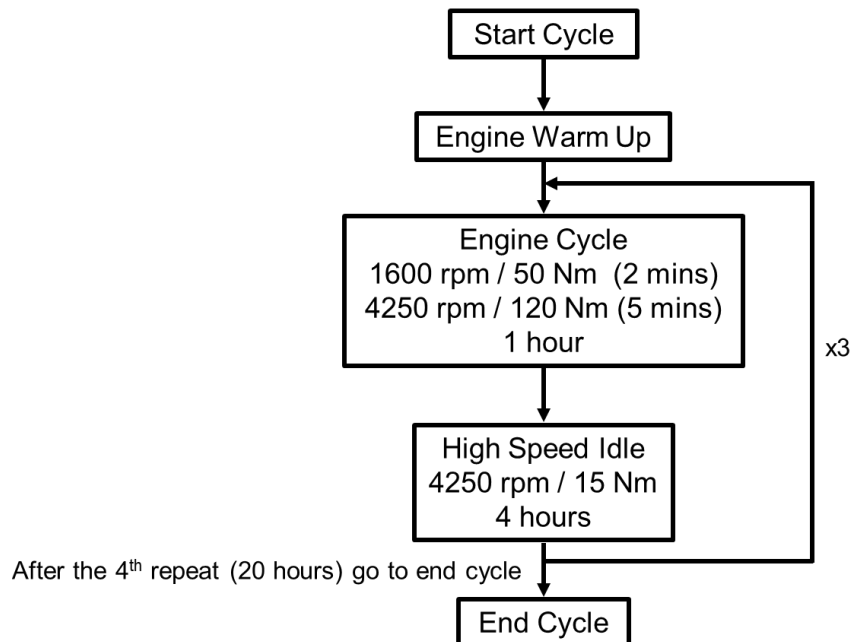 Start Cycle
Engine Warm Up
Engine Cycle
1600 rpm / 50 Nm (2 mins)
4250 rpm / 120 Nm (5 mins)
1 hour
x3
High Speed Idle
4250 rpm / 15 Nm
4 hours
After the 4th repeat (20 hours) go to end cycle
End Cycle